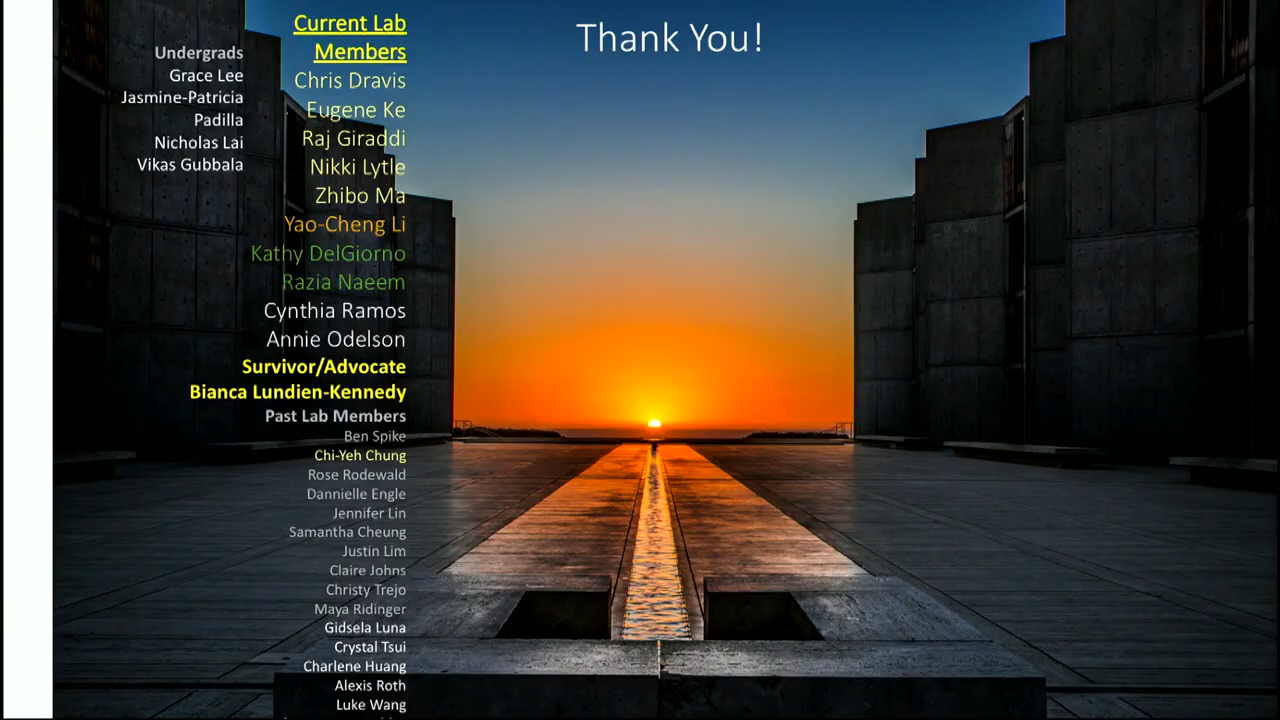 Thank You!
Undergrads
Grace Lee
Jasmine-Patricia
Padilla
Nicholas Lai
Vikas Gubbala
Current Lab
Members
Chris Dravis
Eugene Ke
Raj Giraddi
Nikki Lytle
Zhibo Ma
Yao-Cheng Li
Kathy DelGiorno
Razia Naeem
Cynthia Ramos
Annie Odelson
Survivor/Advocate
Bianca Lundien-Kennedy
Past Lab Members
Ben Spike
Chi-Yeh Chung
Rose Rodewald
Dannielle Engle
Jennifer Lin
Samantha Cheung
Justin Lim
Claire Johns
Christy Trejo
Maya Ridinger
Gidsela Luna
Crystal Tsui
Charlene Huang
Alexis Roth
Luke Wang